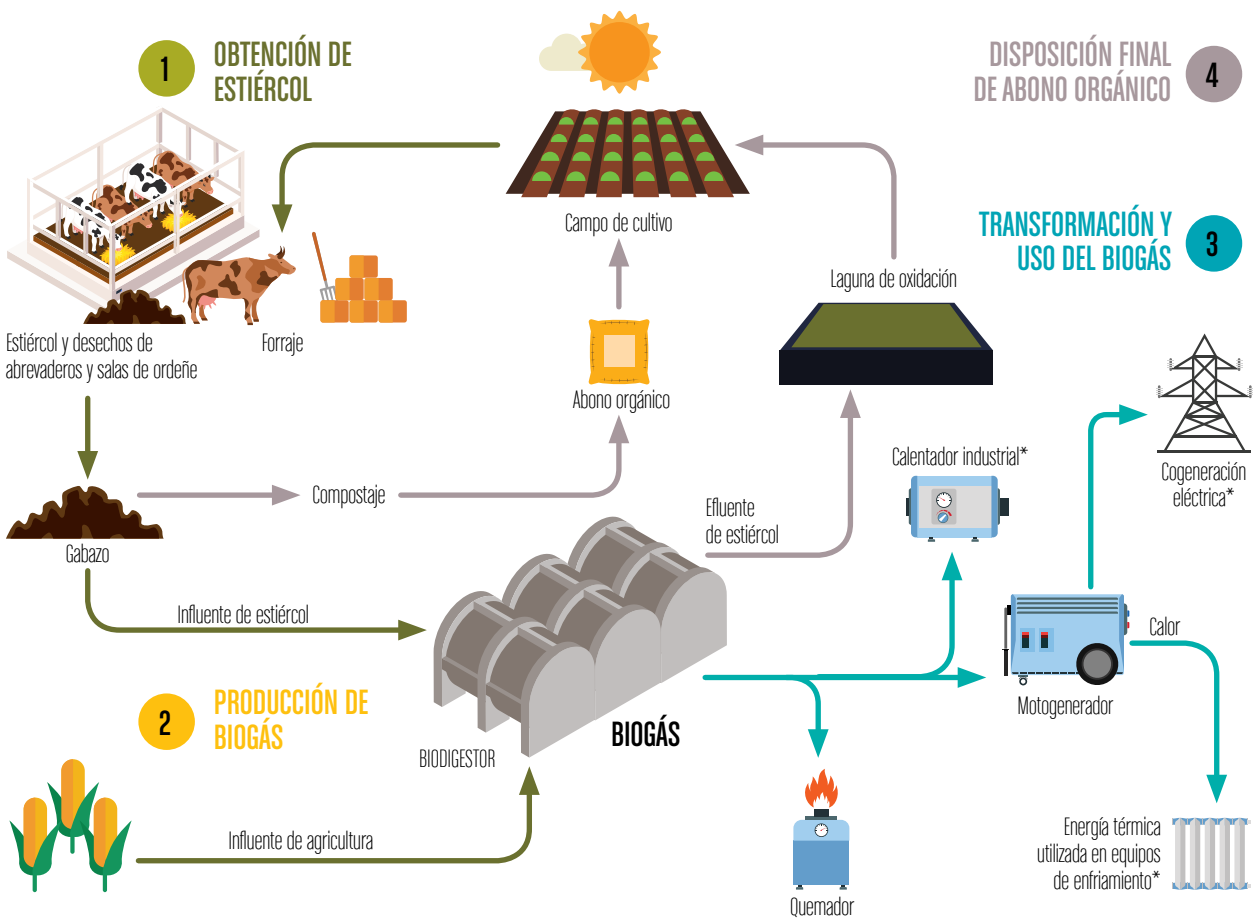 1
OBTENCIÓN DE
ESTIÉRCOL
Estiércol y desechos de
abrevaderos y salas de ordeñe
Forraje
Gabazo
Compostaje
Abono orgánico
Campo de cultivo
Influente de estiércol
2
PRODUCCIÓN DE
BIOGÁS
Influente de agricultura
BIODIGESTOR
BIOGÁS
TRANSFORMACIÓN Y
USO DEL BIOGÁS
3
Quemador
Calentador industrial*
Motogenerador
Cogeneración
eléctrica*
Calor
Energía térmica
utilizada en equipos
de enfriamiento*
DISPOSICIÓN FINAL
DE ABONO ORGÁNICO
4
Efluente
de estiércol
Laguna de oxidación